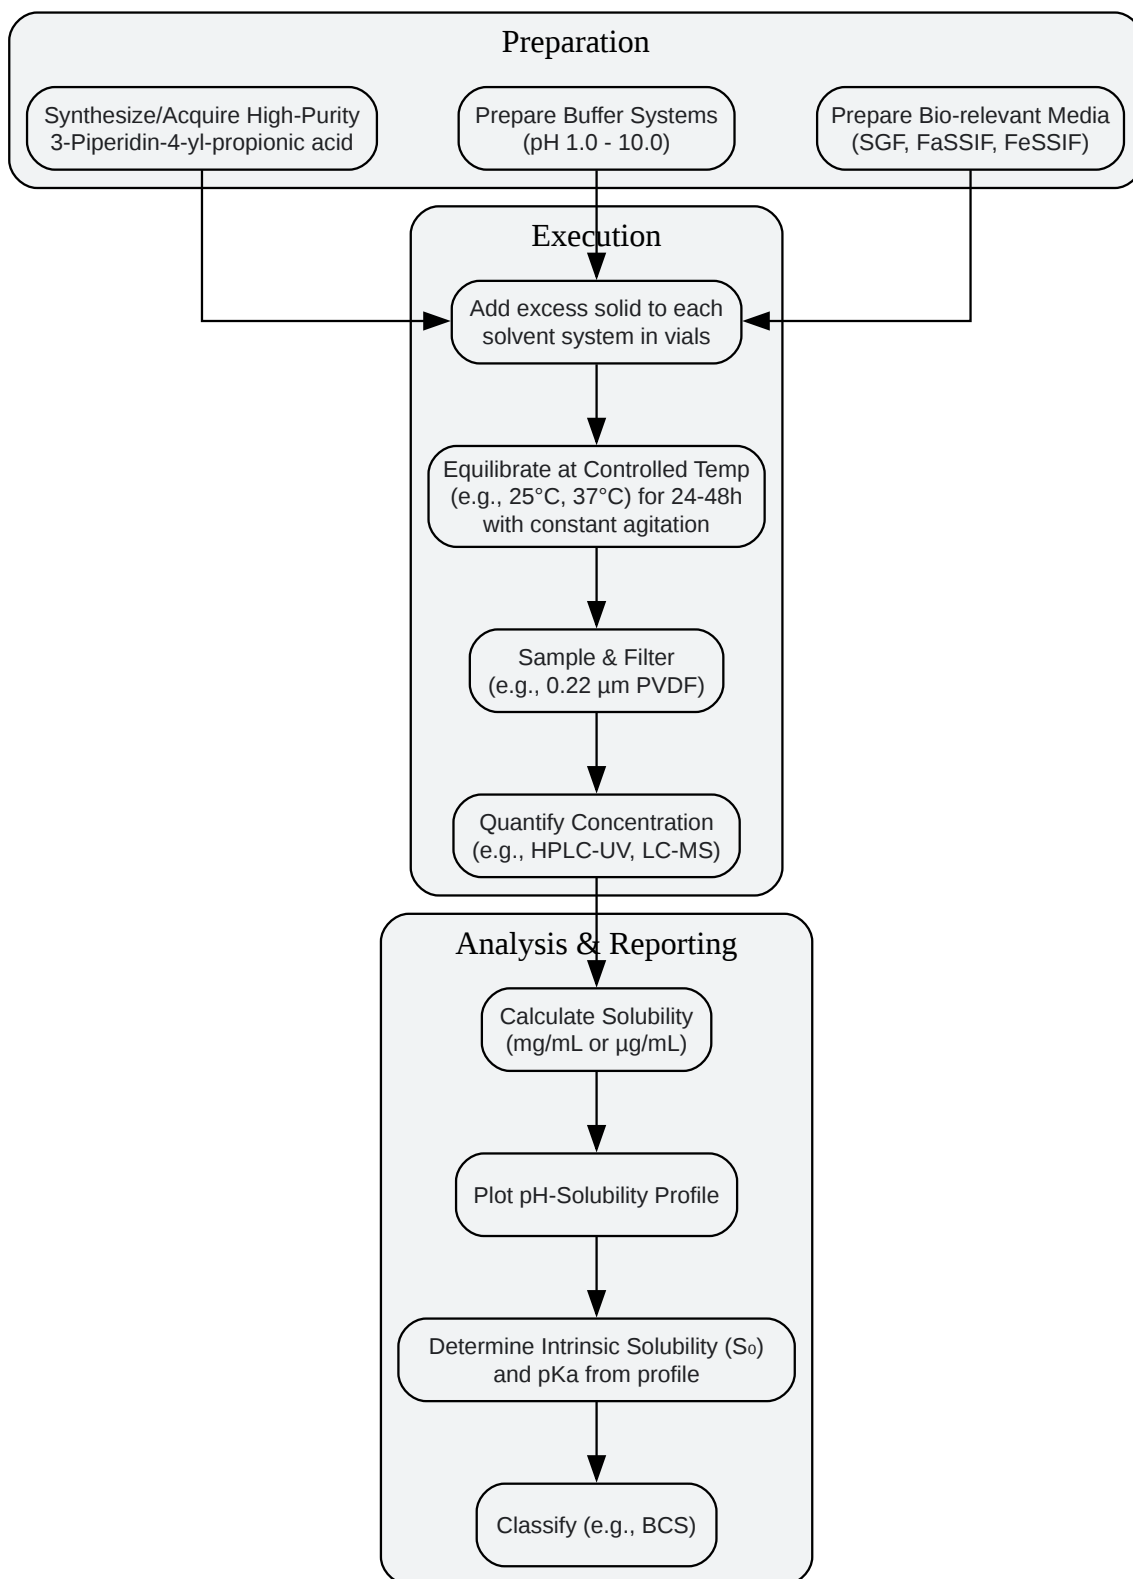 Preparation
Synthesize/Acquire High-Purity
3-Piperidin-4-yl-propionic acid
Prepare Buffer Systems
(pH 1.0 - 10.0)
Prepare Bio-relevant Media
(SGF, FaSSIF, FeSSIF)
Execution
Add excess solid to each
solvent system in vials
Equilibrate at Controlled Temp
(e.g., 25°C, 37°C) for 24-48h
with constant agitation
Sample & Filter
(e.g., 0.22 µm PVDF)
Quantify Concentration
(e.g., HPLC-UV, LC-MS)
Analysis & Reporting
Calculate Solubility
(mg/mL or µg/mL)
Plot pH-Solubility Profile
Determine Intrinsic Solubility (S₀)
and pKa from profile
Classify (e.g., BCS)